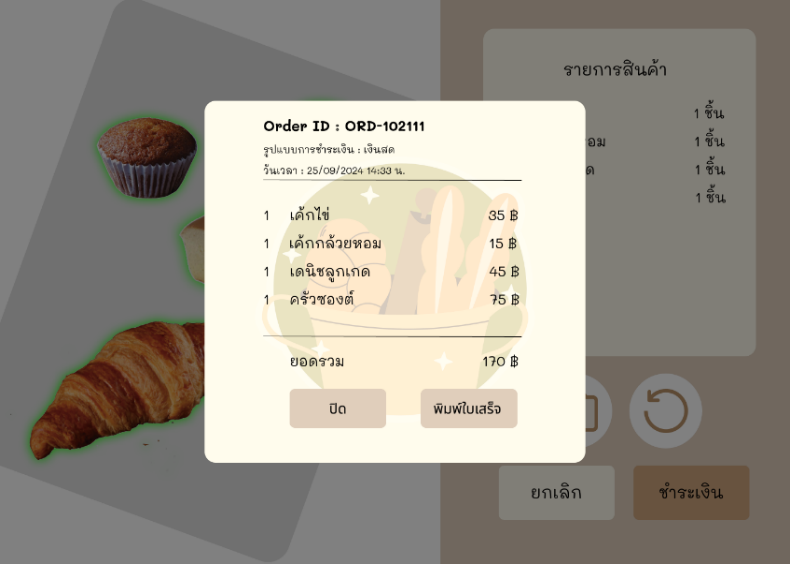 รายการสินค้า
1 ชิ้น
อม 1 ชิ้น
ด 1 ชิ้น
1 ชิ้น
Order ID : ORD-102111
รูปแบบการชำระเงิน : เงินสด
วันเวลา : 25/09/2024 14:33 น.
1 เค้กไข่ 35 ฿
1 เค้กกล้วยหอม 15 ฿
1 เดนิชลูกเกด 45 ฿
1 ครัวซองต์ 75 ฿
ยอดรวม 170 ฿
ปิด พิมพ์ใบเสร็จ
ยกเลิก ชำระเงิน